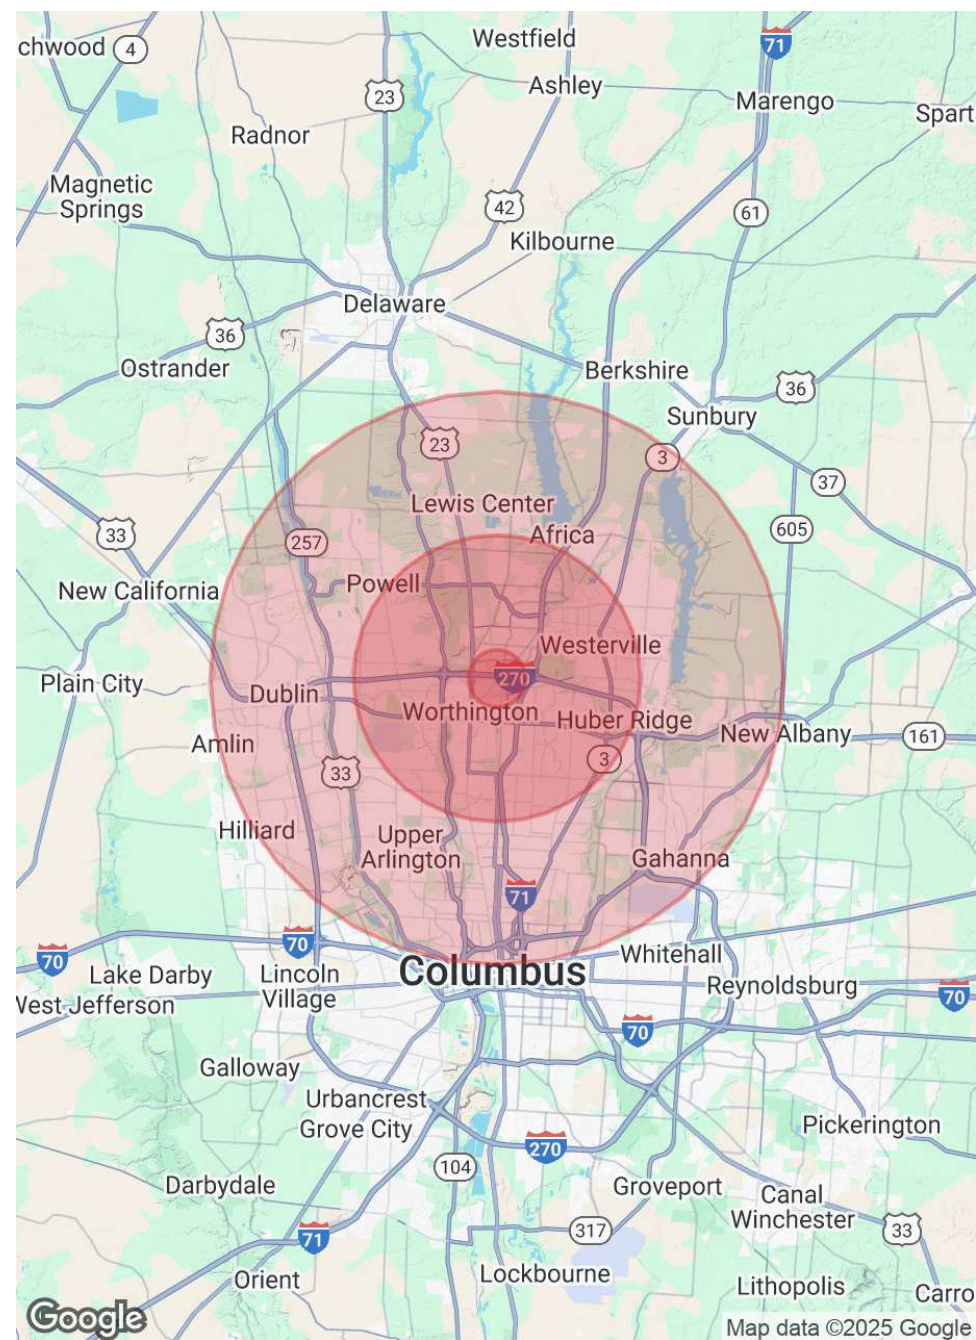 chwood
4
Westfield
71
23
Ashley
Marengo
Spart
Radnor
Magnetic
Springs
42
61
Kilbourne
Delaware
36
Ostrander
Berkshire
36
Sunbury
23
3
37
Lewis Center
33
257
Africa
605
New California
Powell
Westerville
Plain City
Dublin
270
Worthington
Huber Ridge
New Albany
161
Amlin
33
3
Hilliard
Upper
Arlington
Gahanna
71
70
70
Whitehall
Lake Darby
Lincoln
Village
Columbus
Reynoldsburg
70
West-Jefferson
70
Galloway
Urbancrest
Grove City
Pickerington
270
104
Darbydale
Groveport
Canal
Winchester
71
317
33
Orient
Lockbourne
Lithopolis
Carro
Google
Map data ©2025 Google